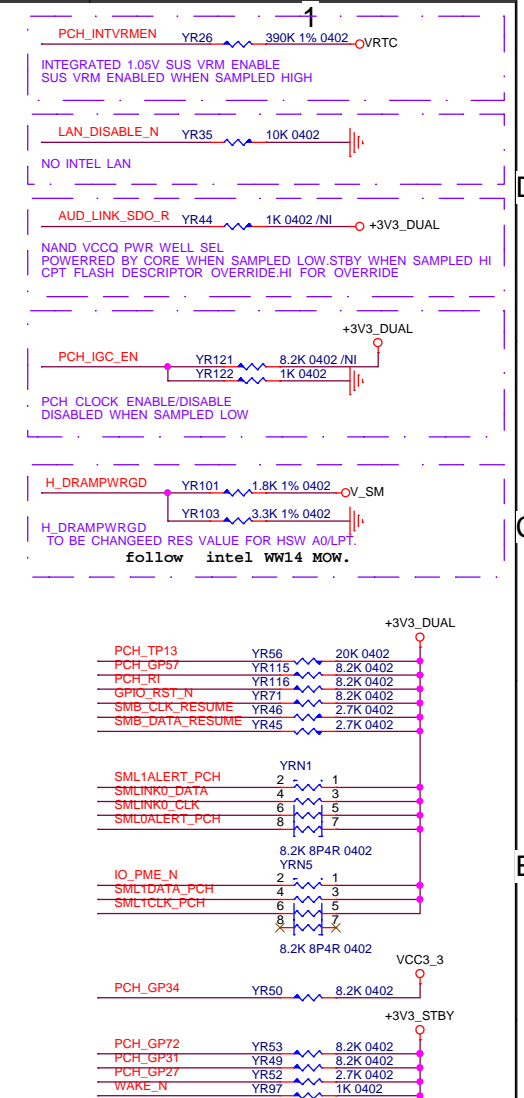 1
PCH_INTVRMEN YR26 390K 1% 0402 VRTC
INTEGRATED 1.05V SUS VRM ENABLE
SUS VRM ENABLED WHEN SAMPLED HIGH
LAN_DISABLE_N YR35 10K 0402
NO INTEL LAN
D
AUD_LINK_SDO_R YR44 1K 0402 /NI +3V3_DUAL
NAND VCCQ PWR WELL SEL
POWERRED BY CORE WHEN SAMPLED LOW.STBY WHEN SAMPLED HI
CPT FLASH DESCRIPTOR OVERRIDE.HI FOR OVERRIDE
+3V3_DUAL
PCH_IGC_EN YR121 8.2K 0402 /NI
YR122 1K 0402
PCH CLOCK ENABLE/DISABLE
DISABLED WHEN SAMPLED LOW
H_DRAMPWRGD YR101 1.8K 1% 0402 V_SM
YR103 3.3K 1% 0402
C
H_DRAMPWRGD
TO BE CHANGEED RES VALUE FOR HSW A0/LPT.
follow intel WW14 MOW.
+3V3_DUAL
PCH_TP13 YR56 20K 0402
PCH_GP57 YR115 8.2K 0402
PCH_RI YR116 8.2K 0402
GPIO_RST_N YR71 8.2K 0402
SMB_CLK_RESUME YR46 2.7K 0402
SMB_DATA_RESUME YR45 2.7K 0402
YRN1
SML1ALERT_PCH 2 1
SMLINK0_DATA 4 3
SMLINK0_CLK 6 5
SML0ALERT_PCH 8 7
8.2K 8P4R 0402
B
YRN5
IO_PME_N 2 1
SML1DATA_PCH 4 3
SML1CLK_PCH 6 5
8 7
8.2K 8P4R 0402
VCC3_3
PCH_GP34 YR50 8.2K 0402
+3V3_STBY
PCH_GP72 YR53 8.2K 0402
PCH_GP31 YR49 8.2K 0402
PCH_GP27 YR52 2.7K 0402
WAKE_N YR97 1K 0402